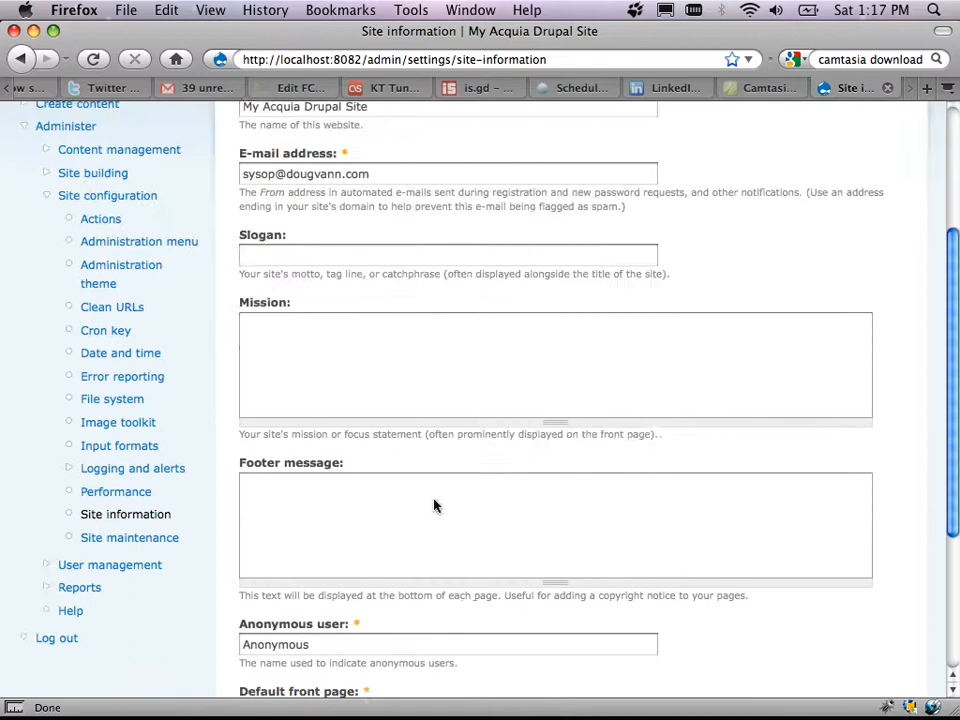 Firefox File Edit View History Bookmarks Tools Window Help Sat 1:17 PM
Site information | My Acquia Drupal Site
http://localhost:8082/admin/settings/site-information
camtasia download
ow s... Twitter ... 39 unre... Edit FC... KT Tun... is.gd - ... Schedul... LinkedI... Camtasi... Site i...
Create content
Administer
Content management
Site building
Site configuration
Actions
Administration menu
Administration
theme
Clean URLs
Cron key
Date and time
Error reporting
File system
Image toolkit
Input formats
Logging and alerts
Performance
Site information
Site maintenance
User management
Reports
Help
Log out
My Acquia Drupal Site
The name of this website.
E-mail address: *
sysop@dougvann.com
The From address in automated e-mails sent during registration and new password requests, and other notifications. (Use an address
ending in your site's domain to help prevent this e-mail being flagged as spam.)
Slogan:
Your site's motto, tag line, or catchphrase (often displayed alongside the title of the site).
Mission:
Your site's mission or focus statement (often prominently displayed on the front page)..
Footer message:
This text will be displayed at the bottom of each page. Useful for adding a copyright notice to your pages.
Anonymous user: *
Anonymous
The name used to indicate anonymous users.
Default front page: *
Done